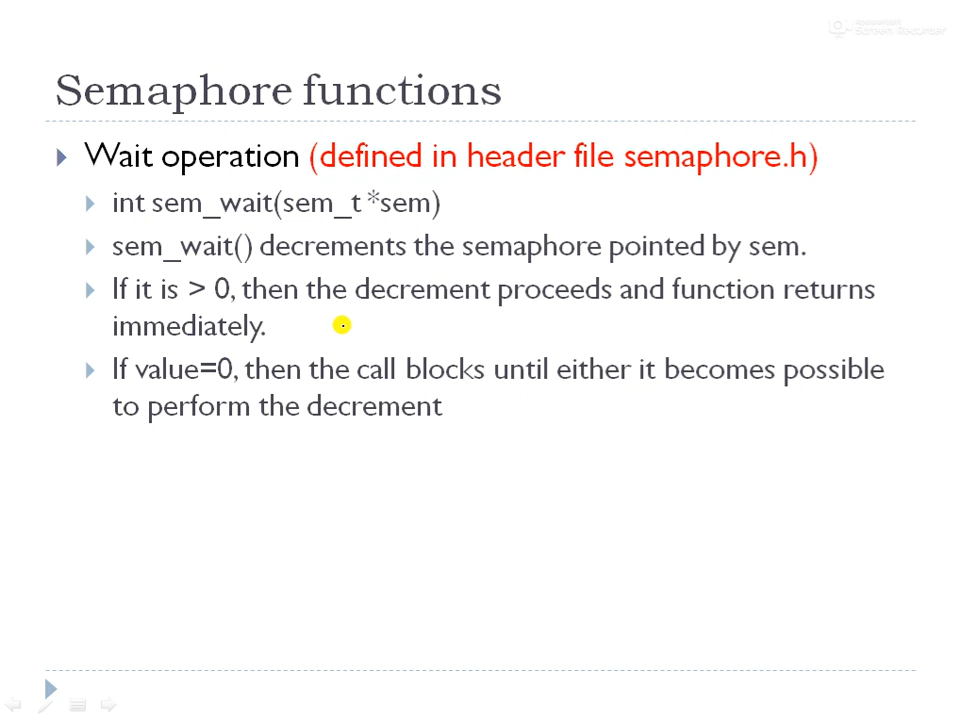 Screen Recorder
Semaphore functions
Wait operation (defined in header file semaphore.h)
int sem_wait(sem_t *sem)
sem_wait() decrements the semaphore pointed by sem.
If it is > 0, then the decrement proceeds and function returns
immediately.
If value=0, then the call blocks until either it becomes possible
to perform the decrement